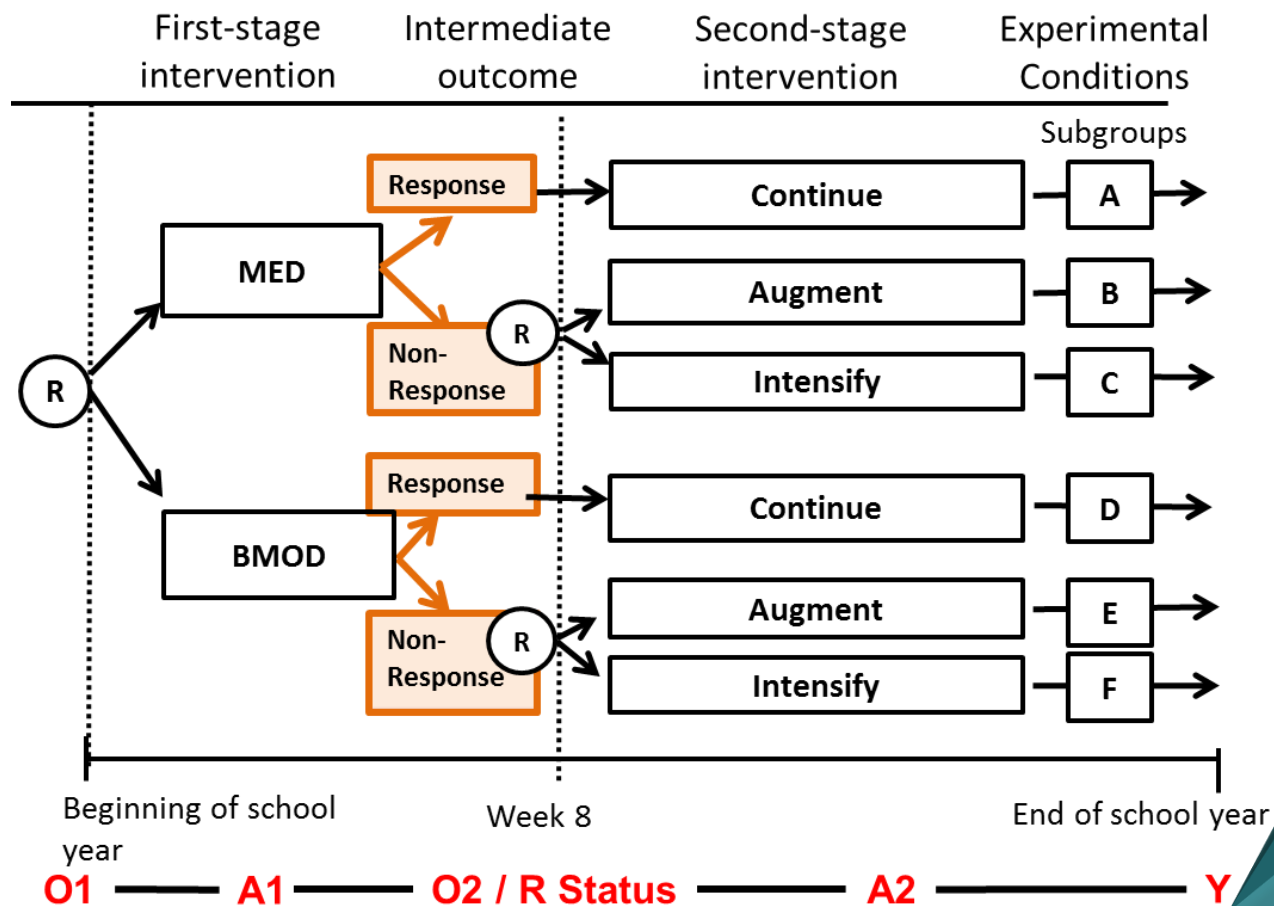 First-stage
intervention
Intermediate
outcome
Second-stage
intervention
Experimental
Conditions
Subgroups
Response
Continue
A
MED
Augment
B
R
Non-
Response
R
Intensify
C
Response
Continue
D
BMOD
Augment
E
Non-
Response
R
Intensify
F
Beginning of school
year
Week 8
End of school year
O1
A1
O2 / R Status
A2
Y